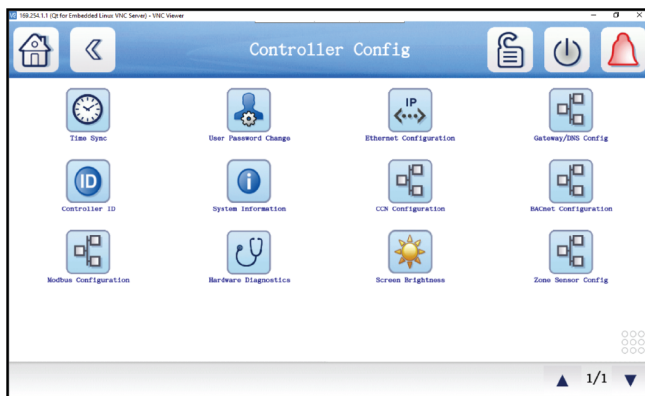 169.254.1.1 (Qt for Embedded Linux VNC Server) - VNC Viewer
Controller Config
Time Sync
User Password Change
IP
Ethernet Configuration
Gateway/DNS Config
ID
Controller ID
i
System Information
CCN Configuration
BACnet Configuration
Modbus Configuration
Hardware Diagnostics
Screen Brightness
Zone Sensor Config
1/1